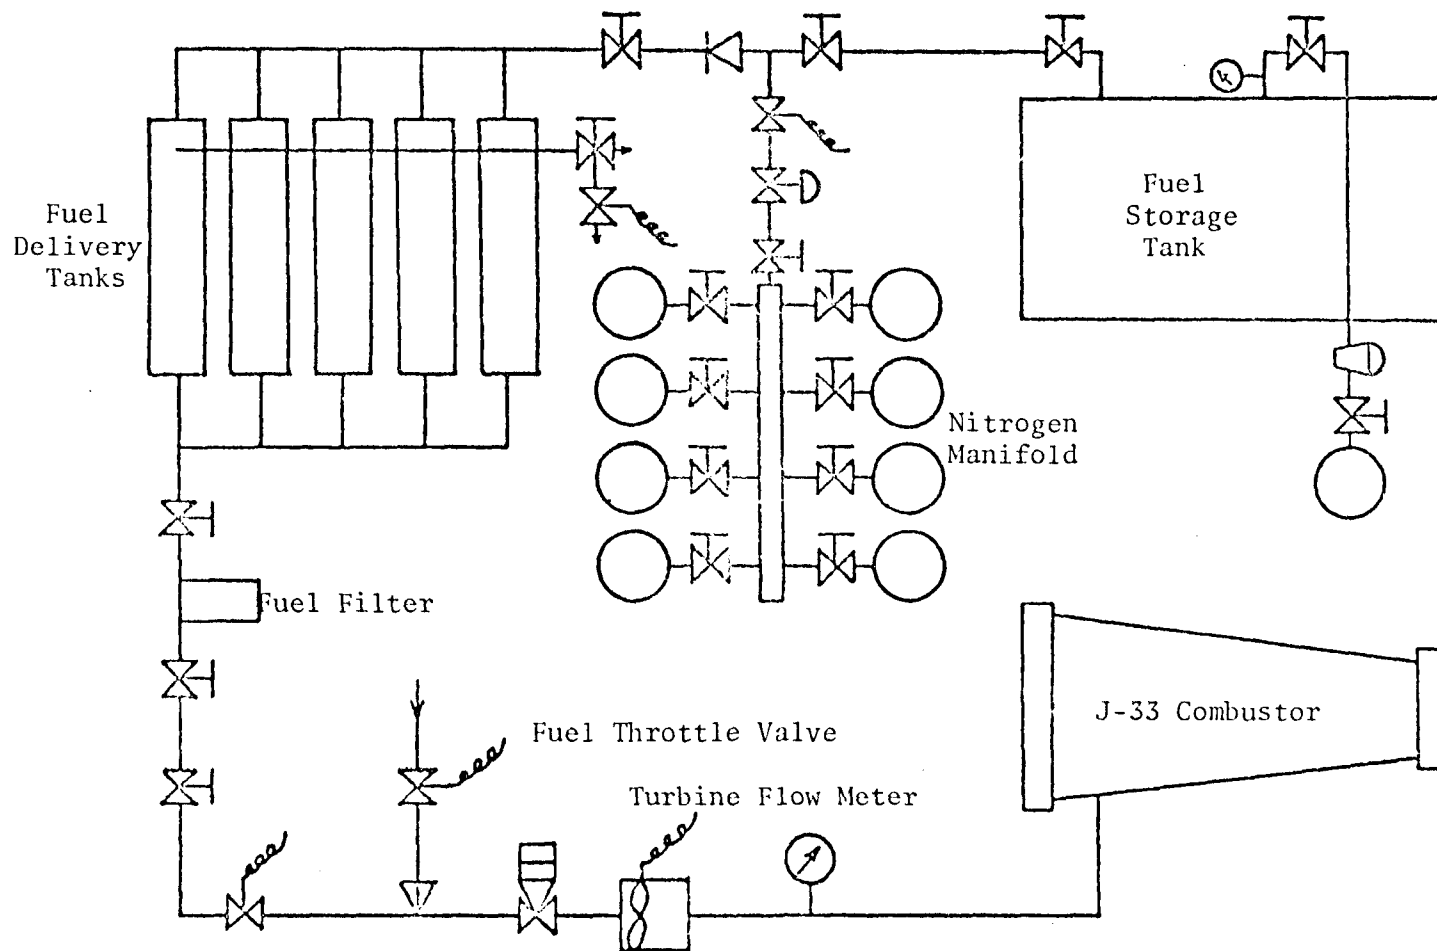 Fuel
Delivery
Tanks
Fuel
Storage
Tank
Nitrogen
Manifold
Fuel Filter
J-33 Combustor
Fuel Throttle Valve
Turbine Flow Meter